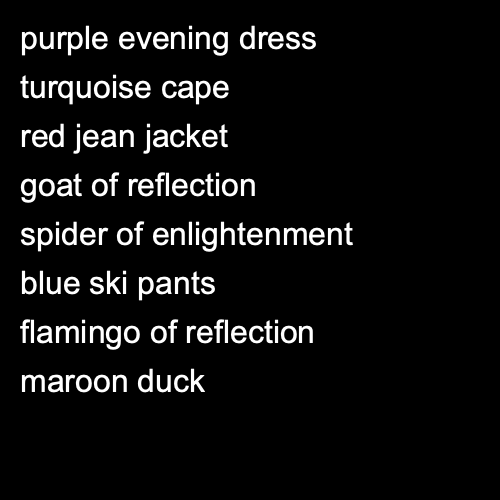 purple evening dress
turquoise cape
red jean jacket
goat of reflection
spider of enlightenment
blue ski pants
flamingo of reflection
maroon duck